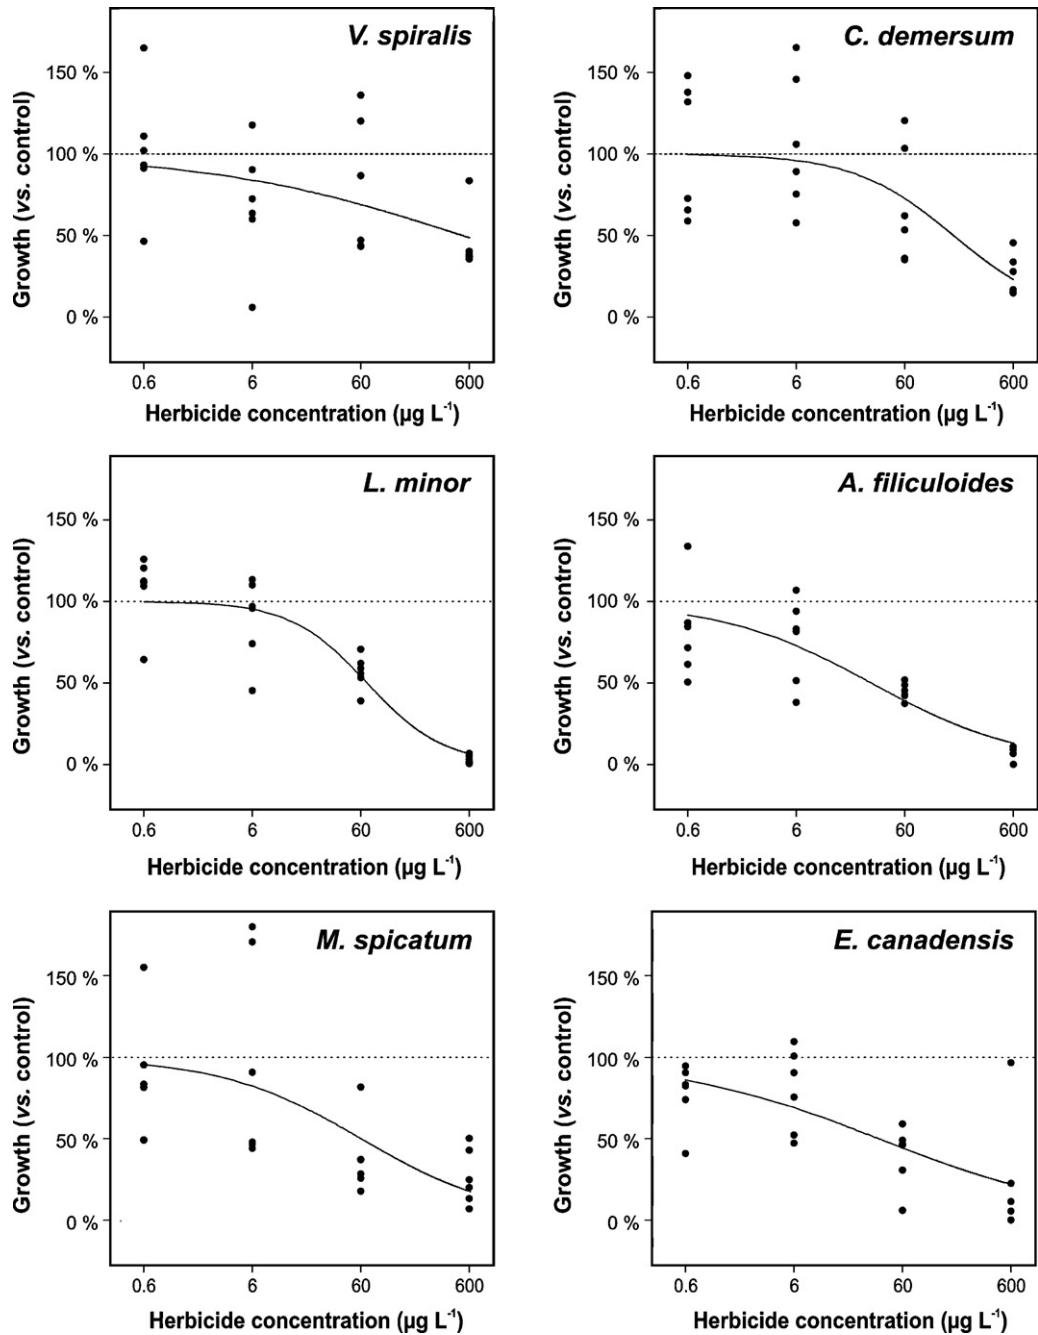 V. spiralis
150 %
100 %
50 %
0 %
Growth (vs. control)
0.6 6 60 600
Herbicide concentration (µg L-1)
C. demersum
150 %
100 %
50 %
0 %
Growth (vs. control)
0.6 6 60 600
Herbicide concentration (µg L-1)
L. minor
150 %
100 %
50 %
0 %
Growth (vs. control)
0.6 6 60 600
Herbicide concentration (µg L-1)
A. filiculoides
150 %
100 %
50 %
0 %
Growth (vs. control)
0.6 6 60 600
Herbicide concentration (µg L-1)
M. spicatum
150 %
100 %
50 %
0 %
Growth (vs. control)
0.6 6 60 600
Herbicide concentration (µg L-1)
E. canadensis
150 %
100 %
50 %
0 %
Growth (vs. control)
0.6 6 60 600
Herbicide concentration (µg L-1)